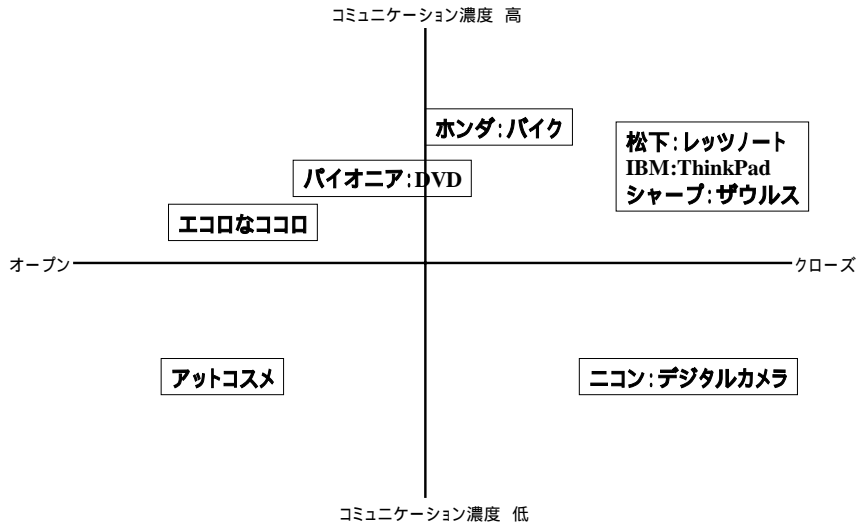 コミュニケーション濃度 高
ホンダ：バイク
松下：レッツノート
IBM:ThinkPad
シャープ：ザウルス
パイオニア：DVD
エコロなココロ
オープン
クローズ
アットコスメ
ニコン：デジタルカメラ
コミュニケーション濃度 低